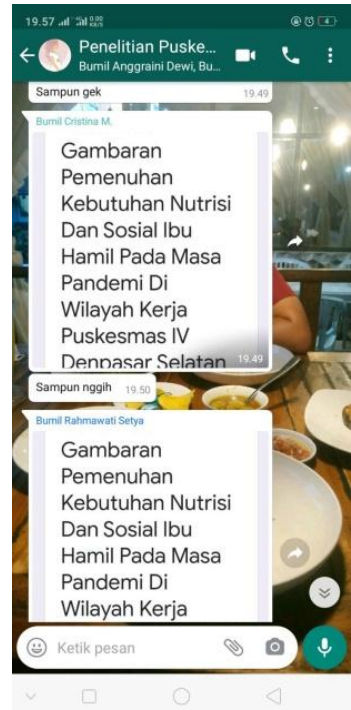 19.57
4
Penelitian Puske...
Bumil Anggraini Dewi, Bu...
Sampun gek 19.49
Bumil Cristina M.
Gambaran
Pemenuhan
Kebutuhan Nutrisi
Dan Sosial Ibu
Hamil Pada Masa
Pandemi Di
Wilayah Kerja
Puskesmas IV
Denpasar Selatan 19.49
Sampun nggih 19.50
Bumil Rahmawati Setya
Gambaran
Pemenuhan
Kebutuhan Nutrisi
Dan Sosial Ibu
Hamil Pada Masa
Pandemi Di
Wilayah Kerja
Ketik pesan